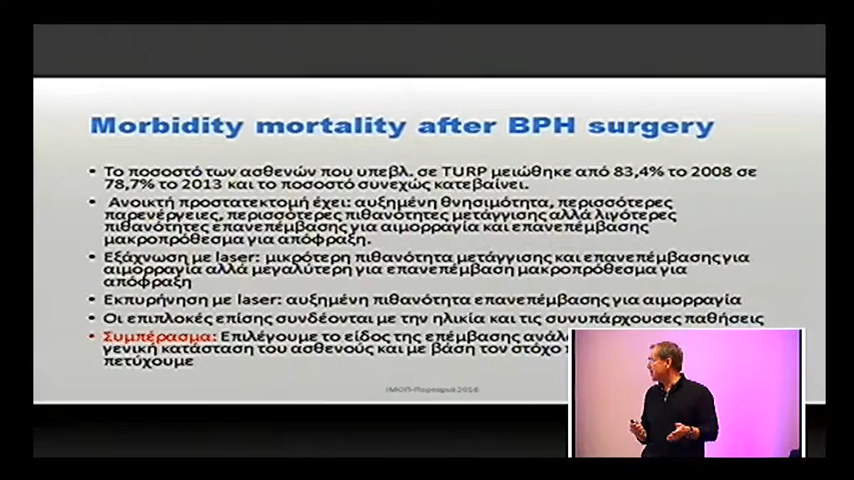 Morbidity mortality after BPH surgery
• Το ποσοστό των ασθενών που υπεβλ. σε TURP μειώθηκε από 83,4% το 2008 σε
78,7% το 2013 και το ποσοστό συνεχώς κατεβαίνει.
• Ανοικτή προστατεκτομή έχει: αυξημένη θνησιμότητα, περισσότερες
παρενέργειες, περισσότερες πιθανότητες μετάγγισης αλλά λιγότερες
πιθανότητες επανεπέμβασης για αιμορραγία και επανεπέμβασης
μακροπρόθεσμα για απόφραξη.
• Εξάχνωση με laser: μικρότερη πιθανότητα μετάγγισης και επανεπέμβασης για
αιμορραγία αλλά μεγαλύτερη για επανεπέμβαση μακροπρόθεσμα για
απόφραξη
• Εκπυρήνηση με laser: αυξημένη πιθανότητα επανεπέμβασης για αιμορραγία
• Οι επιπλοκές επίσης συνδέονται με την ηλικία και τις συνυπάρχουσες παθήσεις
• Συμπέρασμα: Επιλέγουμε το είδος της επέμβασης
γενική κατάσταση του ασθενούς και με βάση τον στόχο
πετύχουμε
ΙΜΟΠ-Πορταριά 2016